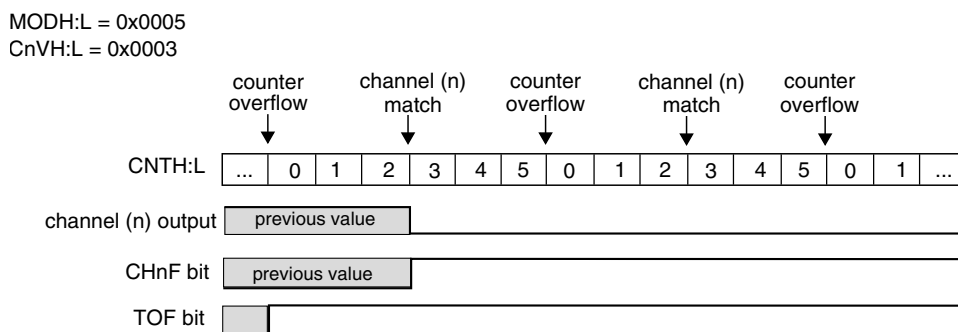 MODH:L = 0x0005
CnVH:L = 0x0003
counter overflow
channel (n) match
counter overflow
channel (n) match
counter overflow
CNTH:L ... 0 1 2 3 4 5 0 1 2 3 4 5 0 1 ...
channel (n) output previous value
CHnF bit previous value
TOF bit